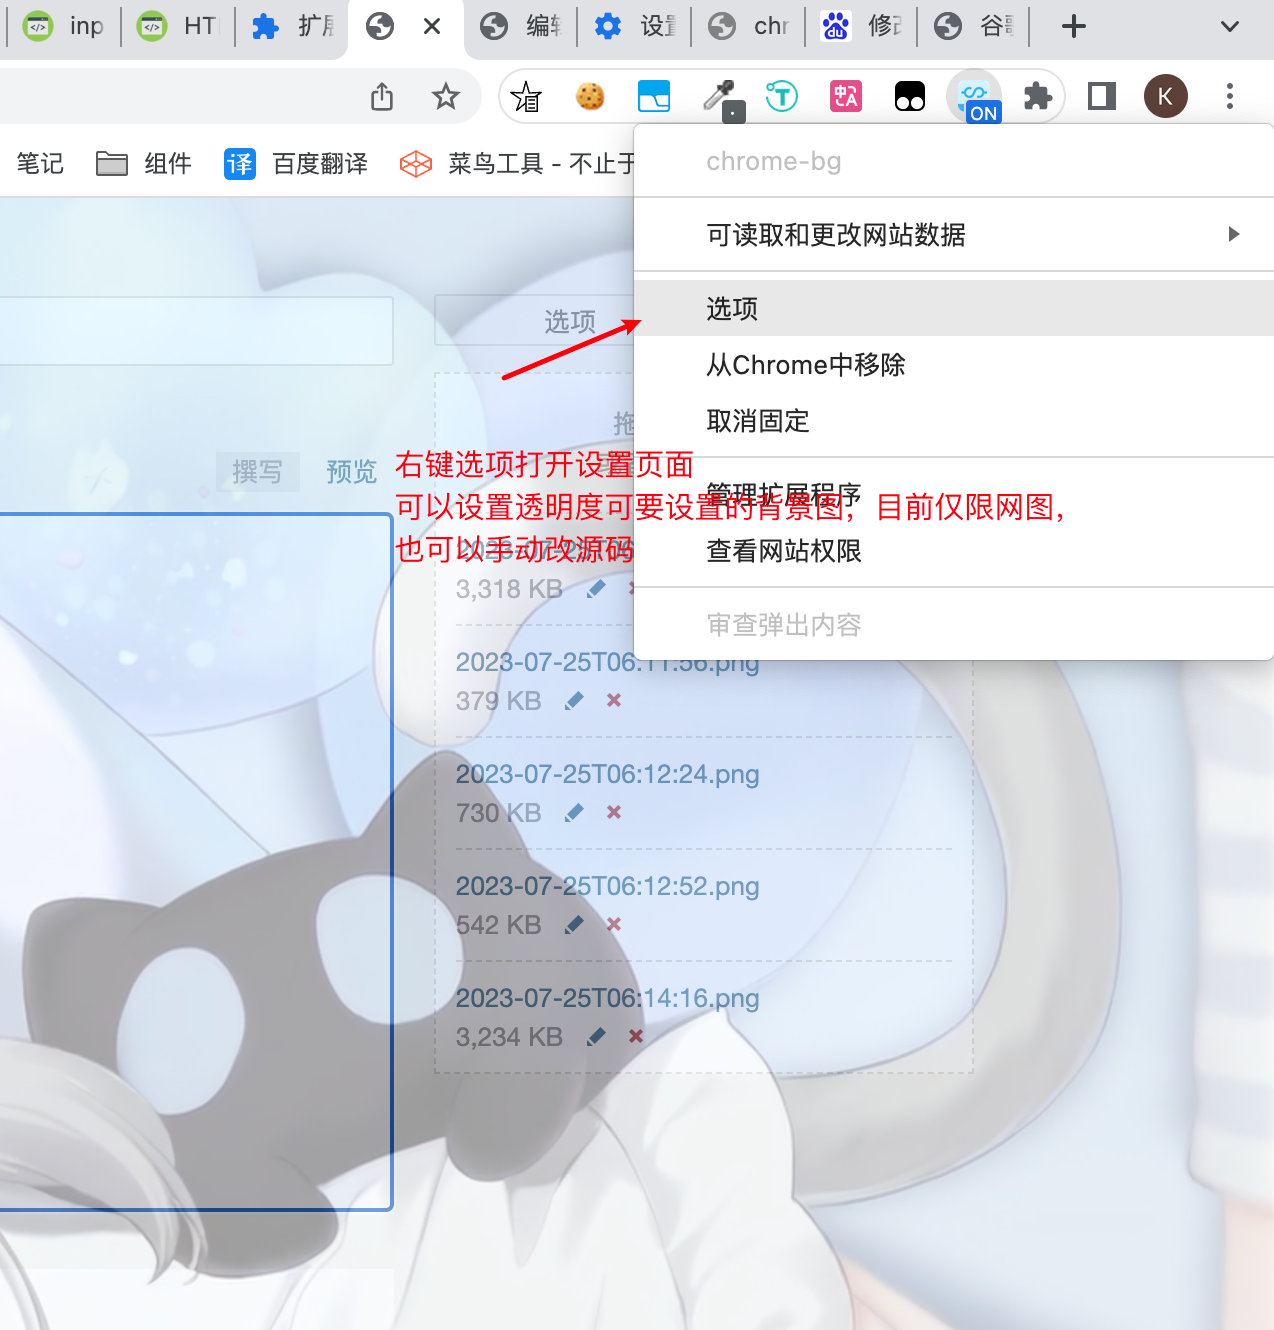 inp
HT
扩展
编辑
设置
chr
du
修改
谷歌
T
中
A
ON
K
笔记
组件
译
百度翻译
菜鸟工具 - 不止于
chrome-bg
可读取和更改网站数据
选项
选项
从Chrome中移除
取消固定
拖
撰写
预览
右键选项打开设置页面
管理扩展程序
可以设置透明度可要设置的背景图，目前仅限网图，
也可以手动改源码
查看网站权限
3,318 KB
审查弹出内容
2023-07-25T06:11:56.png
379 KB
2023-07-25T06:12:24.png
730 KB
2023-07-25T06:12:52.png
542 KB
2023-07-25T06:14:16.png
3,234 KB